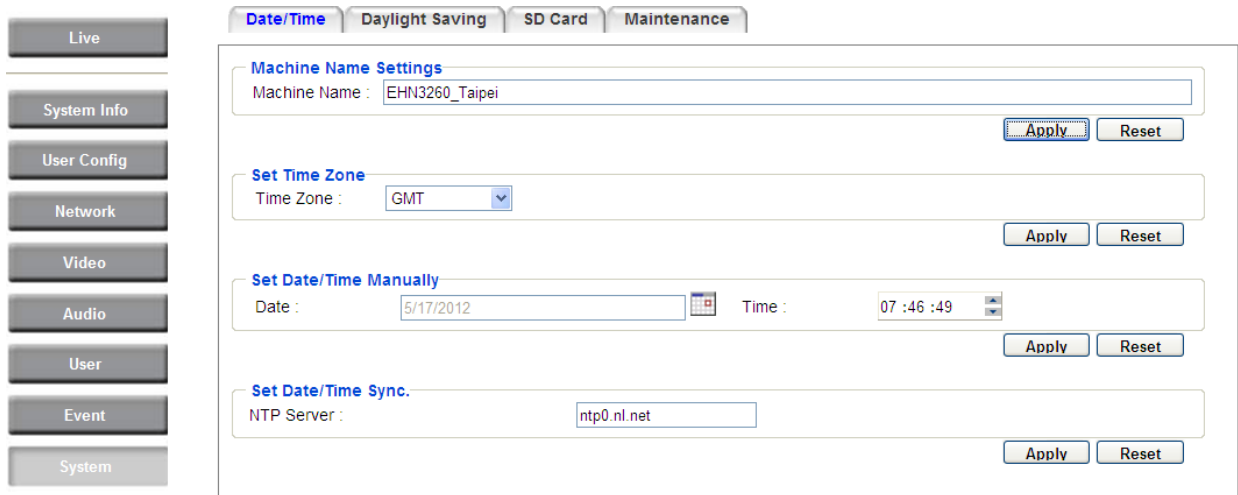 Live
System Info
User Config
Network
Video
Audio
User
Event
System
Date/Time Daylight Saving SD Card Maintenance
Machine Name Settings
Machine Name : EHN3260_Taipei
Apply Reset
Set Time Zone
Time Zone : GMT
Apply Reset
Set Date/Time Manually
Date : 5/17/2012 Time : 07 :46 :49
Apply Reset
Set Date/Time Sync.
NTP Server : ntp0.nl.net
Apply Reset